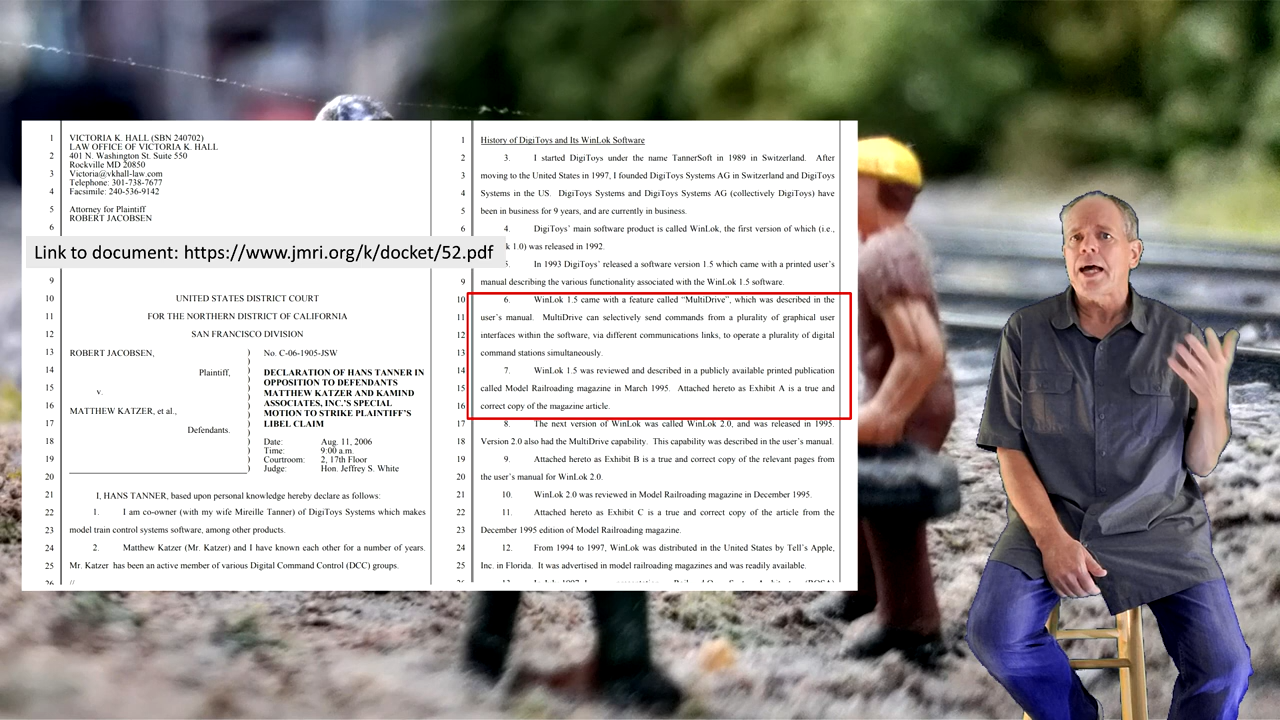 1 VICTORIA K. HALL (SBN 240702)
LAW OFFICE OF VICTORIA K. HALL
2 401 N. Washington St. Suite 550
Rockville MD 20850
3 Victoria@vkhall-law.com
Telephone: 301-738-7677
4 Facsimile: 240-536-9142
5 Attorney for Plaintiff
ROBERT JACOBSEN
6
Link to document: https://www.jmri.org/k/docket/52.pdf
9
10 UNITED STATES DISTRICT COURT
11 FOR THE NORTHERN DISTRICT OF CALIFORNIA
12 SAN FRANCISCO DIVISION
13 ROBERT JACOBSEN, ) No. C-06-1905-JSW
14 Plaintiff, ) DECLARATION OF HANS TANNER IN
) OPPOSITION TO DEFENDANTS
15 v. ) MATTHEW KATZER AND KAMIND
) ASSOCIATES, INC.'S SPECIAL
16 MATTHEW KATZER, et al., ) MOTION TO STRIKE PLAINTIFF'S
17 ) LIBEL CLAIM
Defendants. )
18 ) Date: Aug. 11, 2006
) Time: 9:00 a.m.
19 ) Courtroom: 2, 17th Floor
) Judge: Hon. Jeffrey S. White
20
21 I, HANS TANNER, based upon personal knowledge hereby declare as follows:
22 1. I am co-owner (with my wife Mireille Tanner) of DigiToys Systems which makes
23 model train control systems software, among other products.
24 2. Matthew Katzer (Mr. Katzer) and I have known each other for a number of years.
25 Mr. Katzer has been an active member of various Digital Command Control (DCC) groups.
26 //
1 History of DigiToys and Its WinLok Software
2 3. I started DigiToys under the name TannerSoft in 1989 in Switzerland. After
3 moving to the United States in 1997, I founded DigiToys Systems AG in Switzerland and DigiToys
4 Systems in the US. DigiToys Systems and DigiToys Systems AG (collectively DigiToys) have
5 been in business for 9 years, and are currently in business.
6 4. DigiToys' main software product is called WinLok, the first version of which (i.e.,
k 1.0) was released in 1992.
5. In 1993 DigiToys' released a software version 1.5 which came with a printed user's
9 manual describing the various functionality associated with the WinLok 1.5 software.
10 6. WinLok 1.5 came with a feature called "MultiDrive", which was described in the
11 user's manual. MultiDrive can selectively send commands from a plurality of graphical user
12 interfaces within the software, via different communications links, to operate a plurality of digital
13 command stations simultaneously.
14 7. WinLok 1.5 was reviewed and described in a publicly available printed publication
15 called Model Railroading magazine in March 1995. Attached hereto as Exhibit A is a true and
16 correct copy of the magazine article.
17 8. The next version of WinLok was called WinLok 2.0, and was released in 1995.
18 Version 2.0 also had the MultiDrive capability. This capability was described in the user's manual.
19 9. Attached hereto as Exhibit B is a true and correct copy of the relevant pages from
20 the user's manual for WinLok 2.0.
21 10. WinLok 2.0 was reviewed in Model Railroading magazine in December 1995.
22 11. Attached hereto as Exhibit C is a true and correct copy of the article from the
23 December 1995 edition of Model Railroading magazine.
24 12. From 1994 to 1997, WinLok was distributed in the United States by Tell's Apple,
25 Inc. in Florida. It was advertised in model railroading magazines and was readily available.